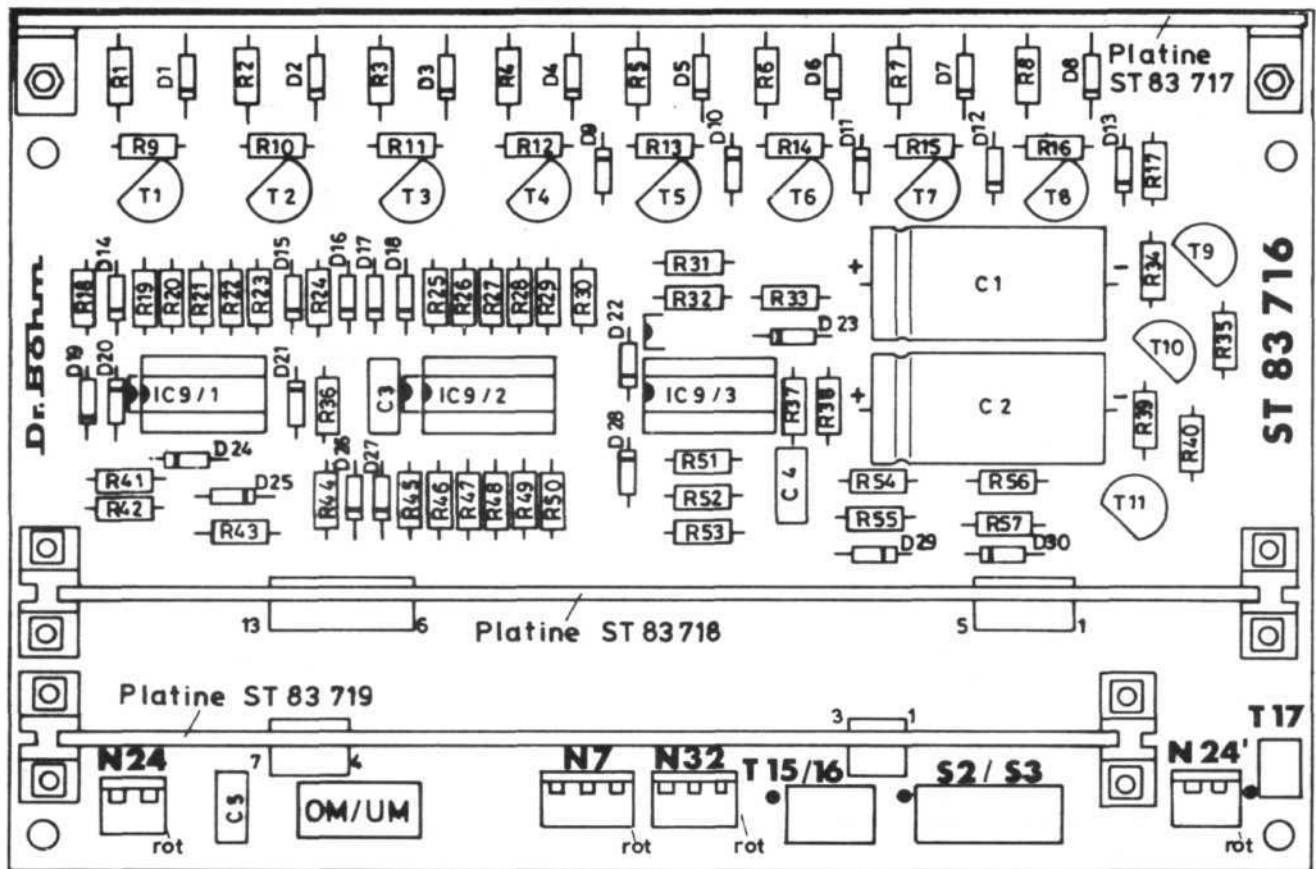 Platine
ST 83 717
R1 D1 R2 D2 R3 D3 R4 D4 R5 D5 R6 D6 R7 D7 R8 D8
R9 R10 R11 R12 D9 R13 D10 R14 D11 R15 D12 R16 D13 R17
T1 T2 T3 T4 T5 T6 T7 T8
T9
Dr. Böhm
ST 83 716
R18 D14 R19 R20 R21 R22 R23 D15 R24 D16 D17 D18 R25 R26 R27 R28 R29 R30
R31
R32 R33
D22 D 23
+ C1 - R34
T10 R35
D19 D20 IC9/1 D21 R36 C3 IC9/2 IC9/3 R37 R38
+ C2 - R39 R40
D24 D28
R41 D25 R42 R43
R44 D26 D27 R45 R46 R47 R48 R49 R50
R51 R52 R53 C4
R54 R55 D29
R56 R57 D30
T11
13 6 5 1
Platine ST 83 718
Platine ST 83 719
7 4 3 1
N24 N7 N32 T 15/16 S2/S3 N 24' T 17
C5 OM/UM
rot rot rot rot